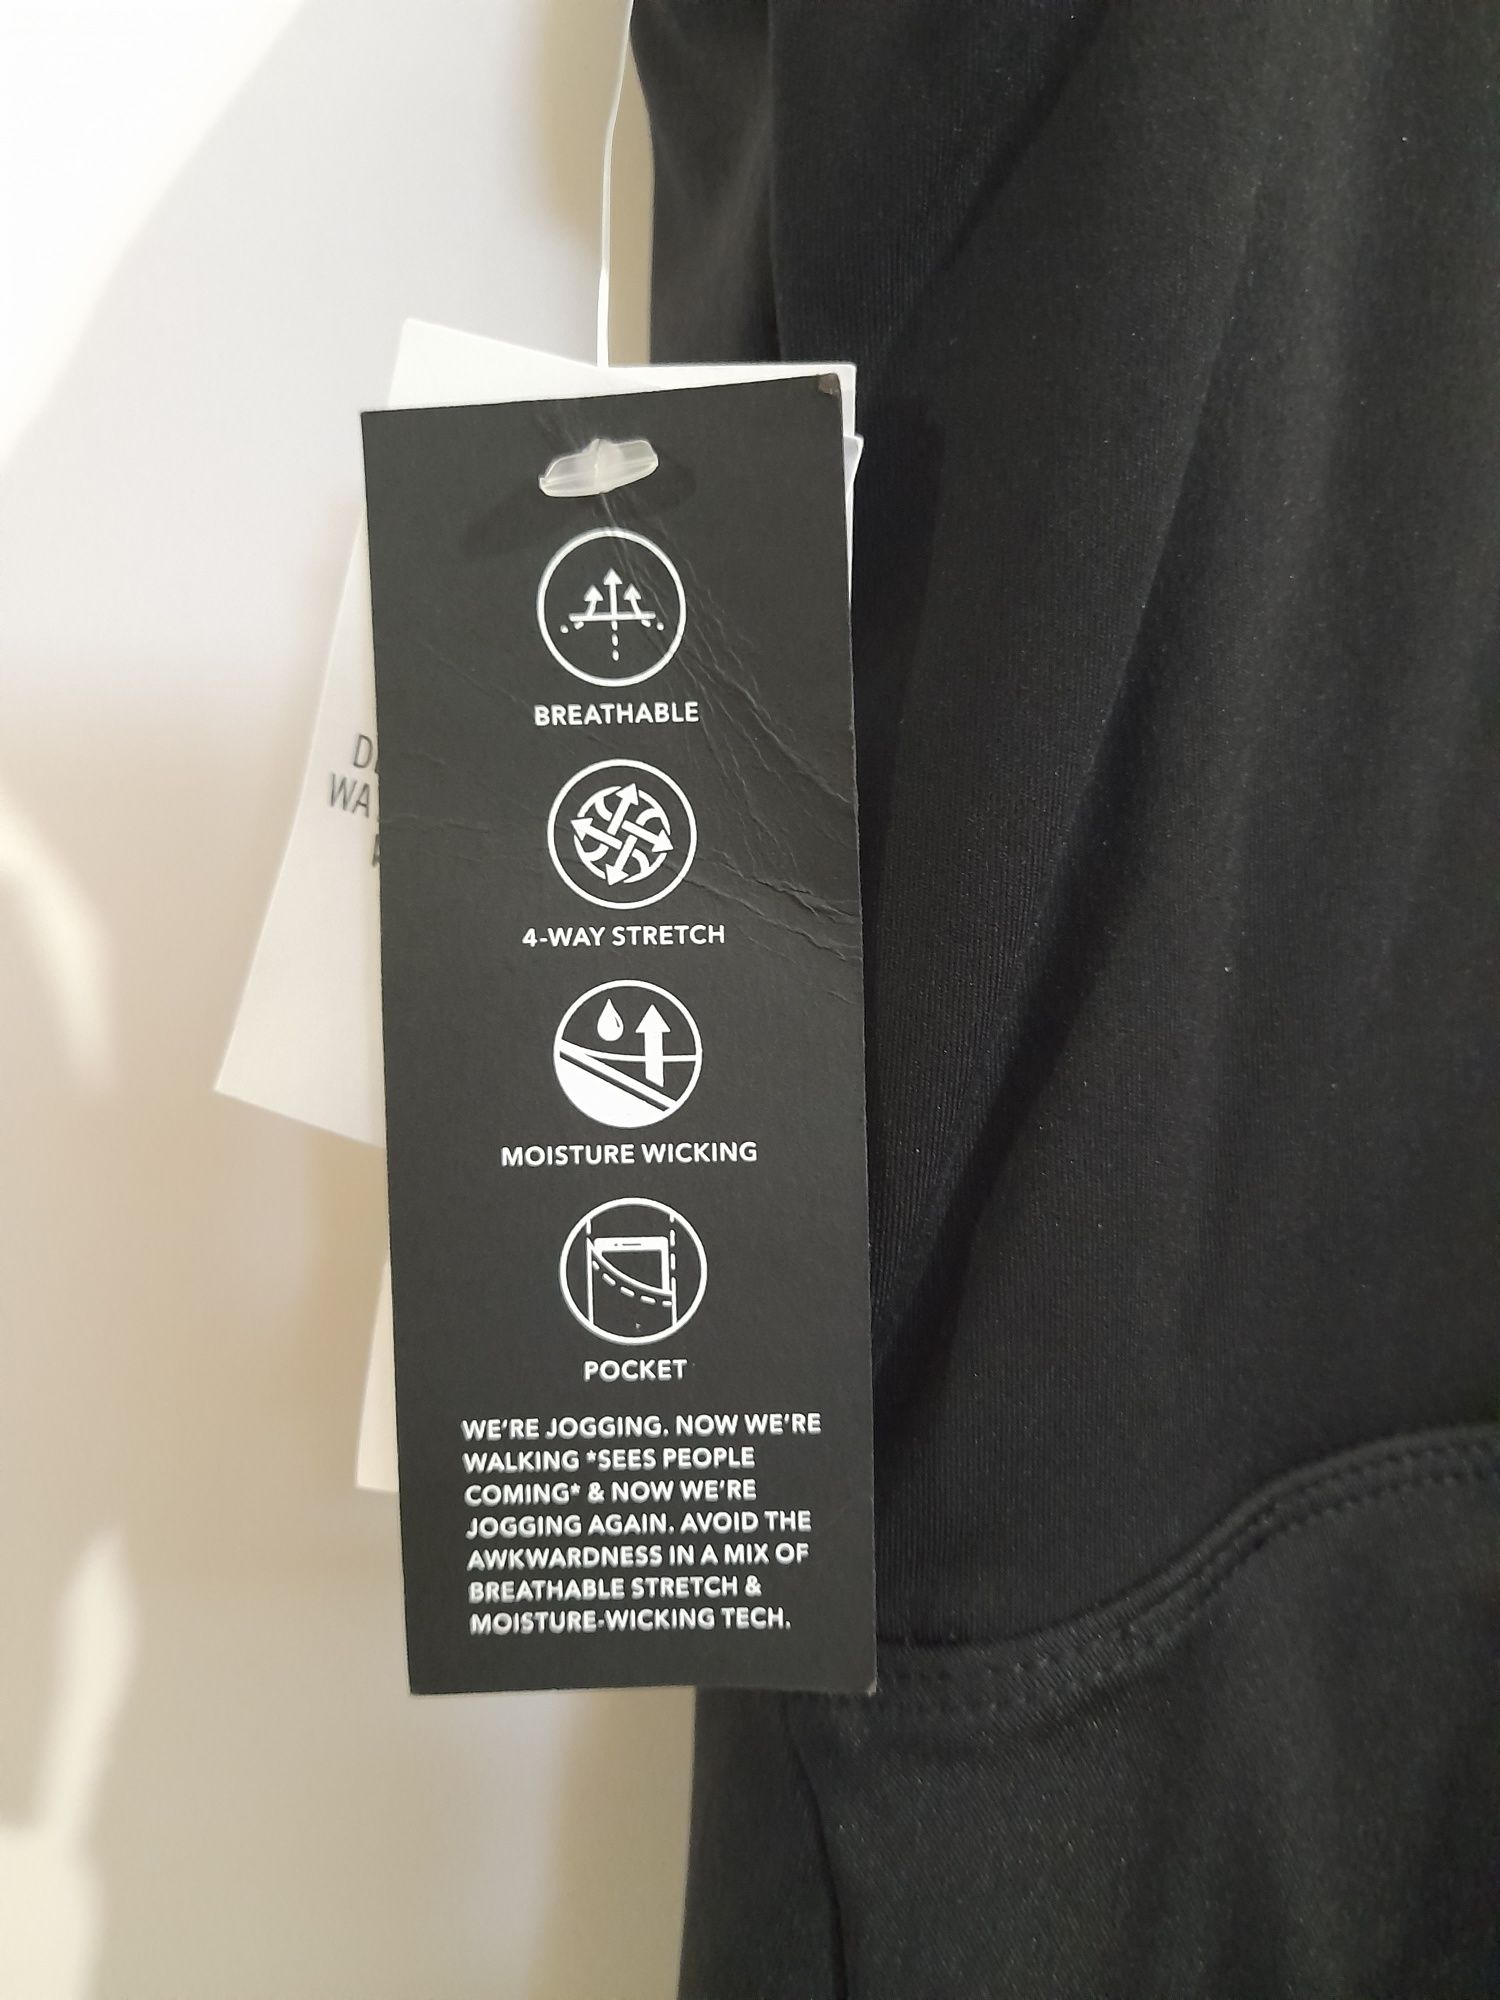 BREATHABLE
4-WAY STRETCH
MOISTURE WICKING
POCKET
WE'RE JOGGING. NOW WE'RE
WALKING *SEES PEOPLE
COMING* & NOW WE'RE
JOGGING AGAIN. AVOID THE
AWKWARDNESS IN A MIX OF
BREATHABLE STRETCH &
MOISTURE-WICKING TECH.